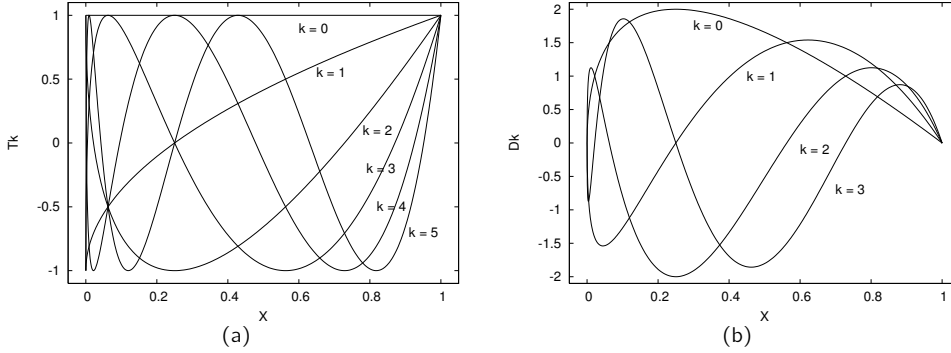 1
0.5
0
-0.5
-1
Tk
k = 0
k = 1
k = 2
k = 3
k = 4
k = 5
0 0.2 0.4 0.6 0.8 1
X
(a)
2
1.5
1
0.5
0
-0.5
-1
-1.5
-2
Dk
k = 0
k = 1
k = 2
k = 3
0 0.2 0.4 0.6 0.8 1
X
(b)